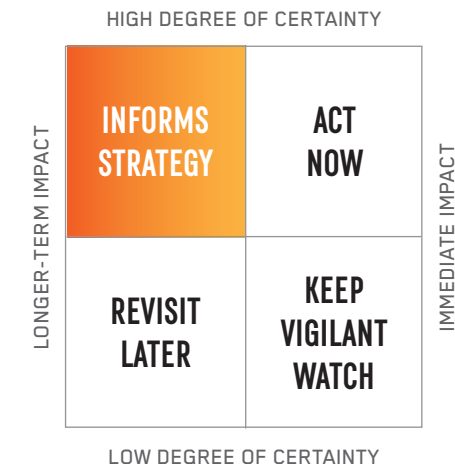 HIGH DEGREE OF CERTAINTY
LONGER-TERM IMPACT
INFORMS
STRATEGY
ACT
NOW
IMMEDIATE IMPACT
REVISIT
LATER
KEEP
VIGILANT
WATCH
LOW DEGREE OF CERTAINTY